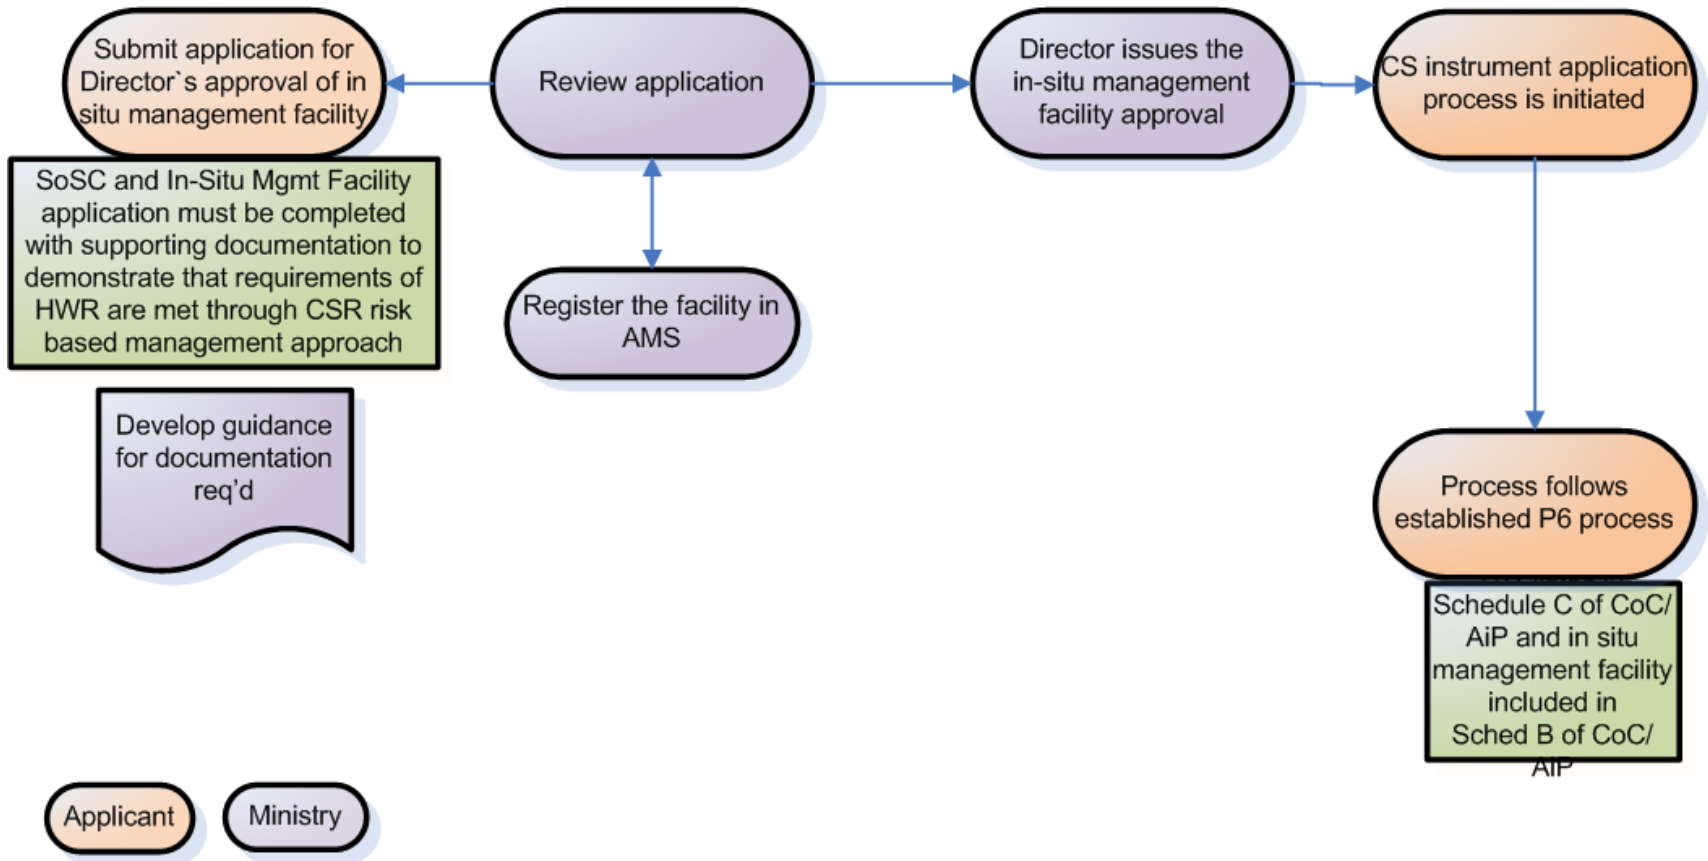 Submit application for
Director`s approval of in
situ management facility
Review application
Director issues the
in-situ management
facility approval
CS instrument application
process is initiated
SoSC and In-Situ Mgmt Facility
application must be completed
with supporting documentation to
demonstrate that requirements of
HWR are met through CSR risk
based management approach
Register the facility in
AMS
Develop guidance
for documentation
req'd
Process follows
established P6 process
Schedule C of CoC/
AiP and in situ
management facility
included in
Sched B of CoC/
AiP
Applicant
Ministry